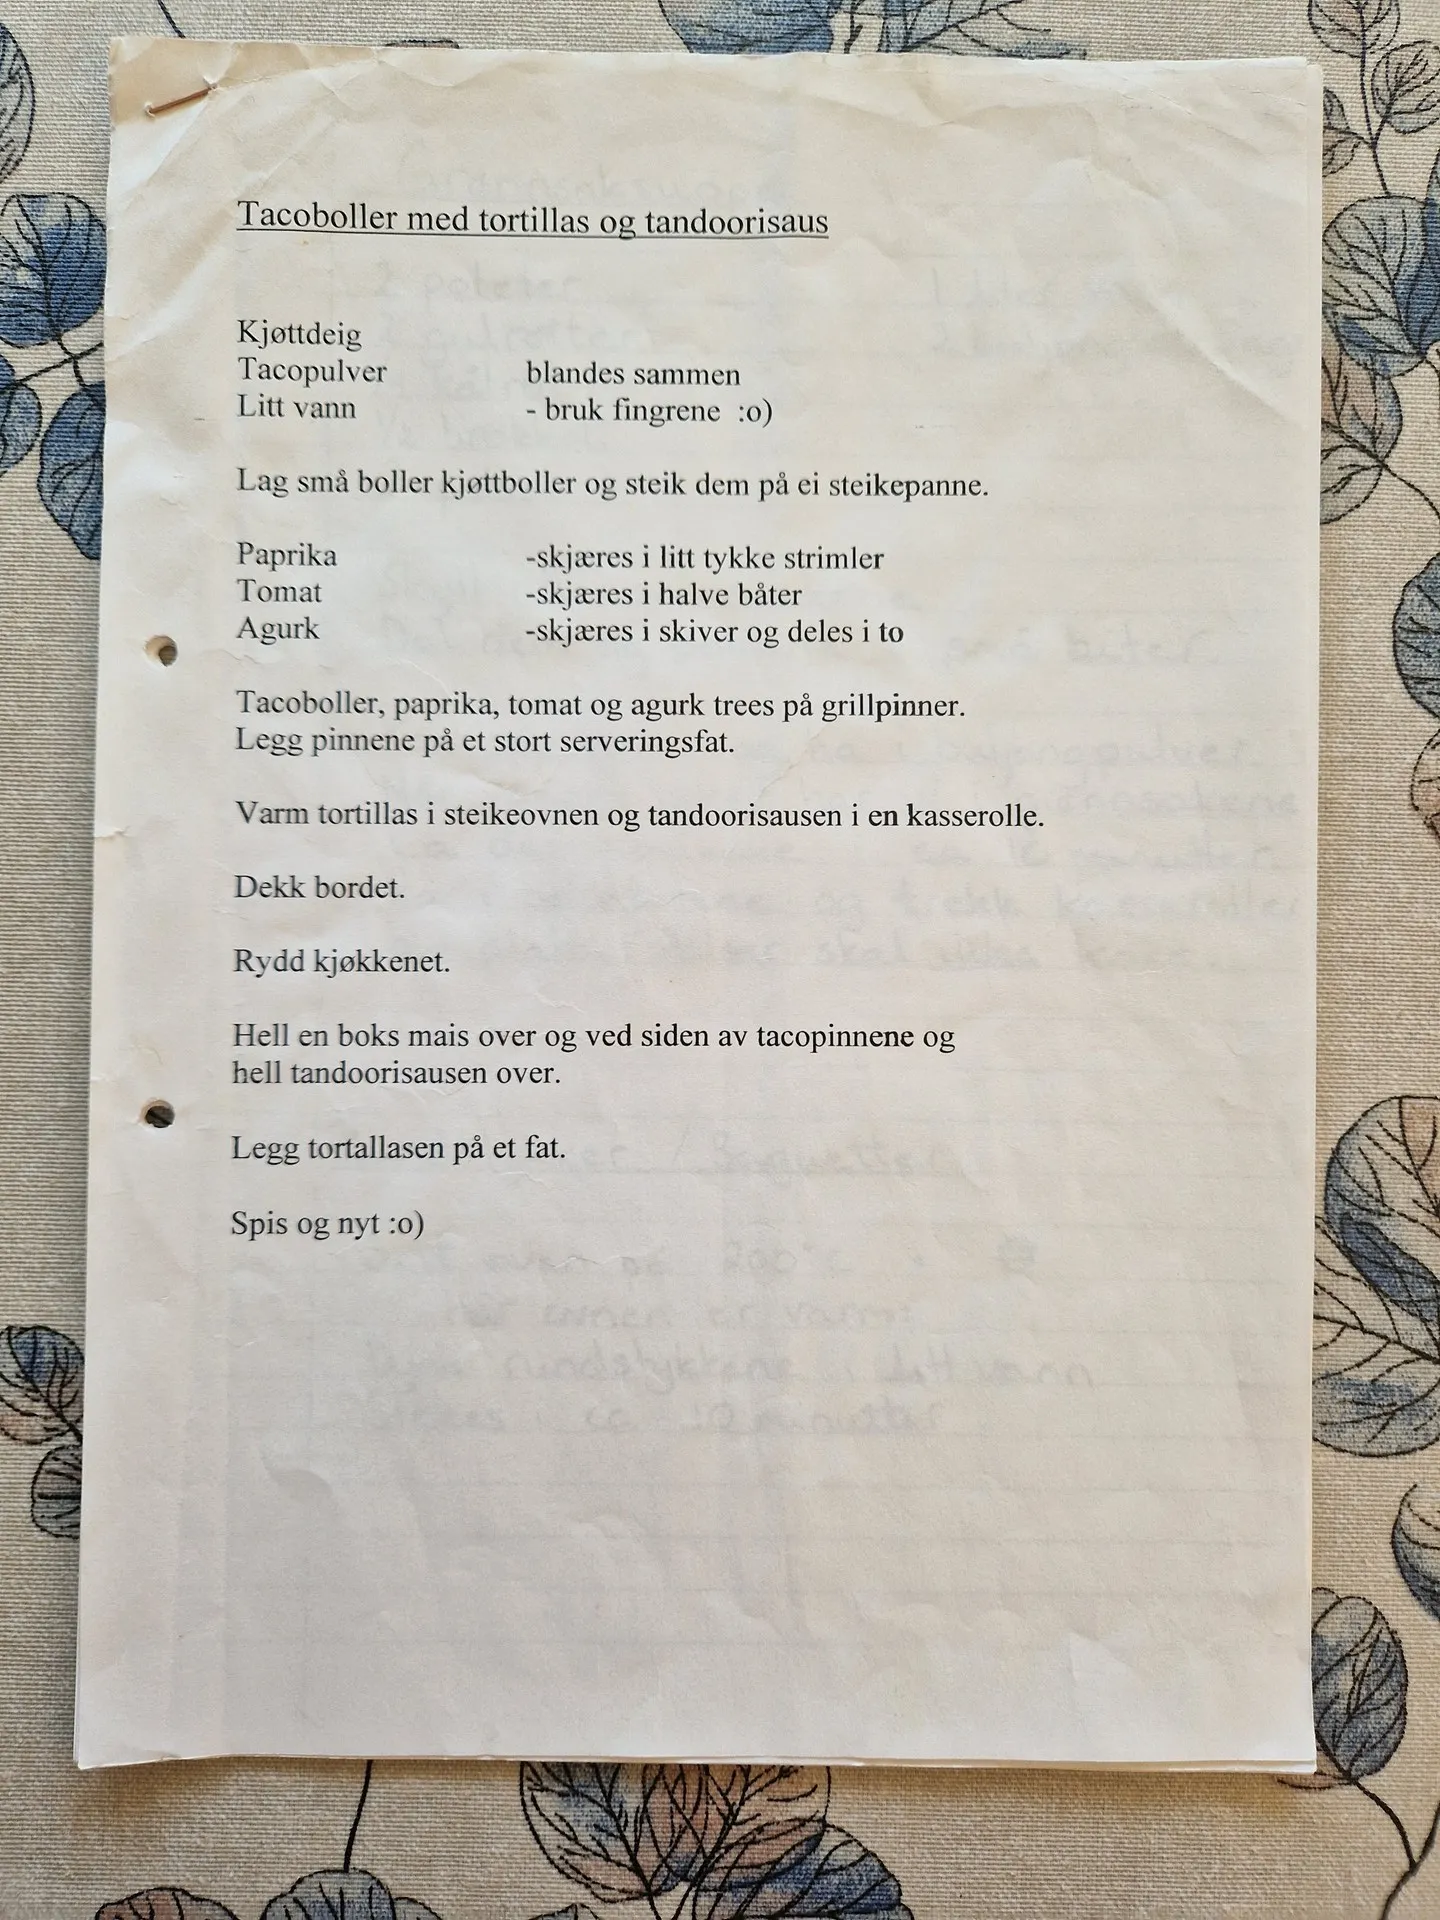 Tacoboller med tortillas og tandoorisaus
Kjøttdeig
Tacopulver blandes sammen
Litt vann - bruk fingrene :o)
Lag små boller kjøttboller og steik dem på ei steikepanne.
Paprika -skjæres i litt tykke strimler
Tomat -skjæres i halve båter
Agurk -skjæres i skiver og deles i to
Tacoboller, paprika, tomat og agurk trees på grillpinner.
Legg pinnene på et stort serveringsfat.
Varm tortillas i steikeovnen og tandoorisausen i en kasserolle.
Dekk bordet.
Rydd kjøkkenet.
Hell en boks mais over og ved siden av tacopinnene og
hell tandoorisausen over.
Legg tortallasen på et fat.
Spis og nyt :o)